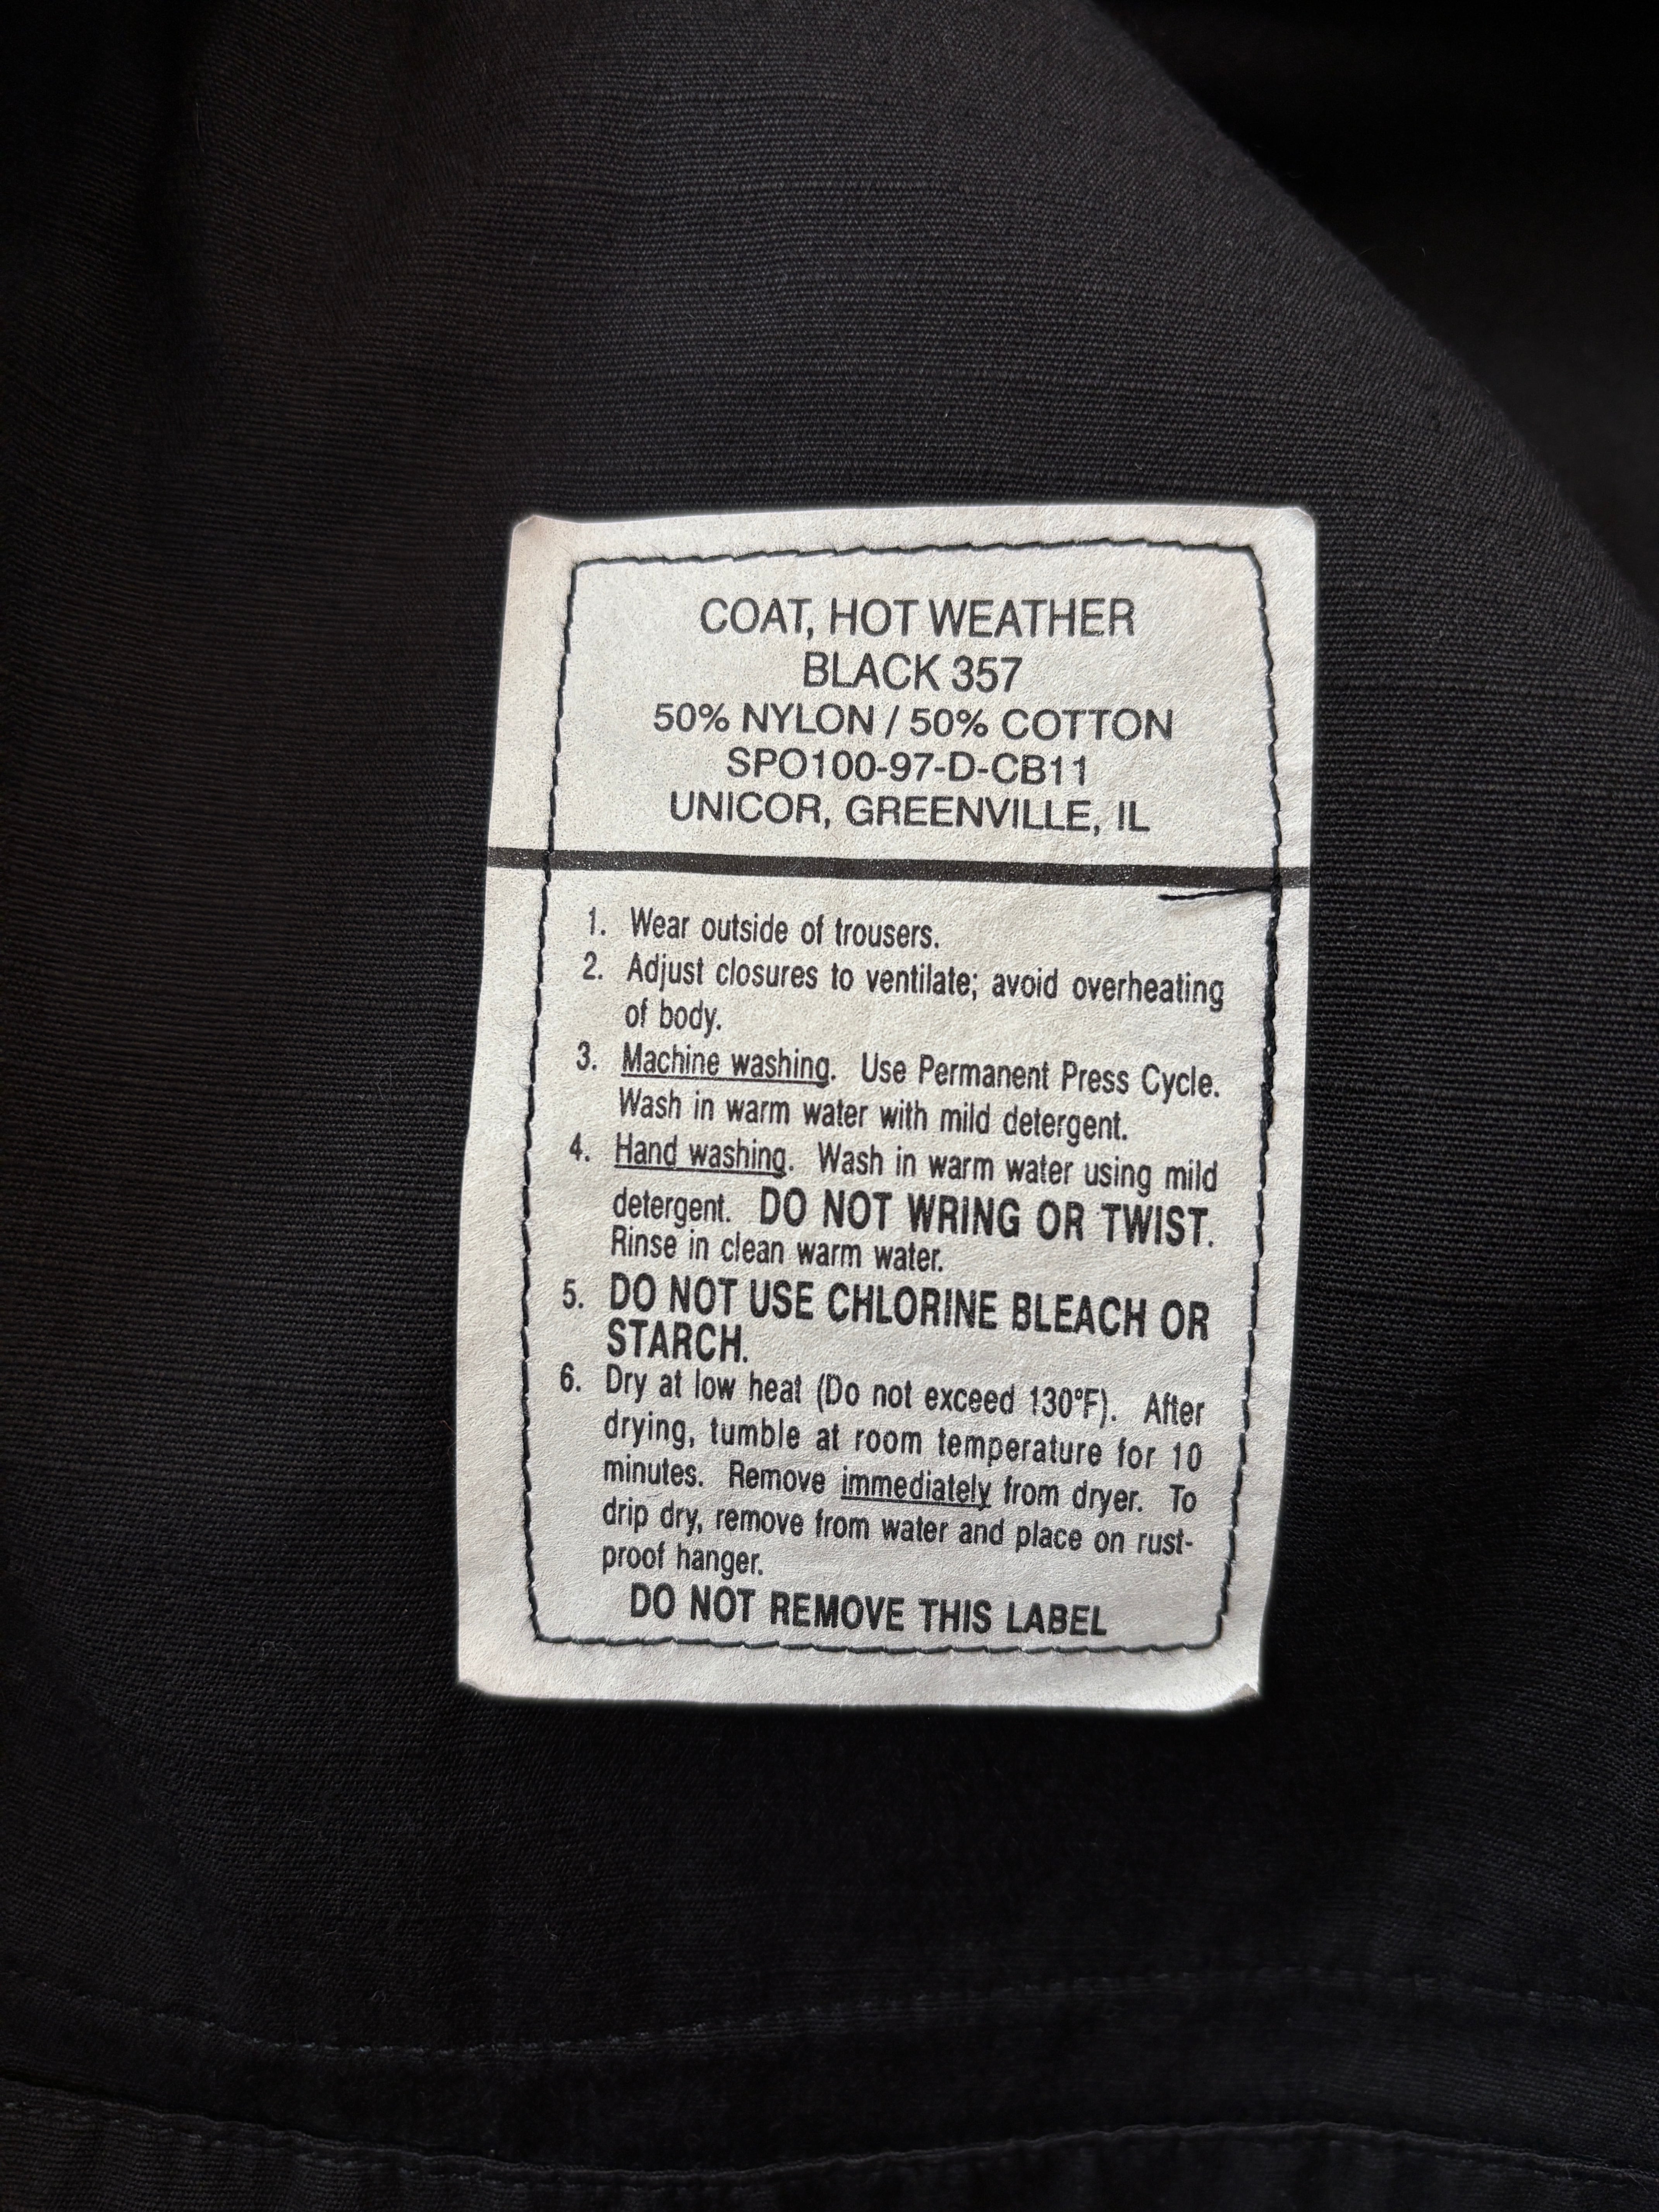 COAT, HOT WEATHER
BLACK 357
50% NYLON / 50% COTTON
SPO100-97-D-CB11
UNICOR, GREENVILLE, IL
1. Wear outside of trousers.
2. Adjust closures to ventilate; avoid overheating
of body.
3. Machine washing. Use Permanent Press Cycle.
Wash in warm water with mild detergent.
4. Hand washing. Wash in warm water using mild
detergent. DO NOT WRING OR TWIST.
Rinse in clean warm water.
5. DO NOT USE CHLORINE BLEACH OR
STARCH.
6. Dry at low heat (Do not exceed 130°F). After
drying, tumble at room temperature for 10
minutes. Remove immediately from dryer. To
drip dry, remove from water and place on rust-
proof hanger.
DO NOT REMOVE THIS LABEL